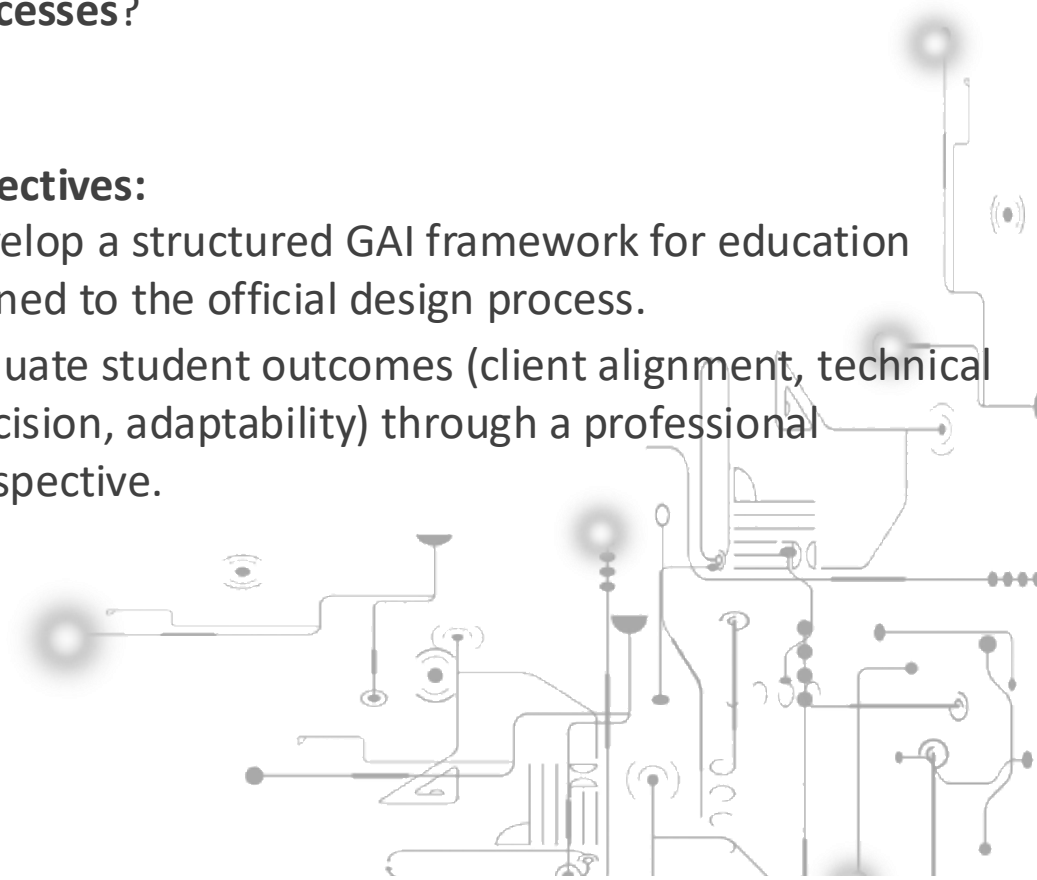 cesses?
ectives:
velop a structured GAI framework for education
ned to the official design process.
uate student outcomes (client alignment, technical
cision, adaptability) through a professional
spective.